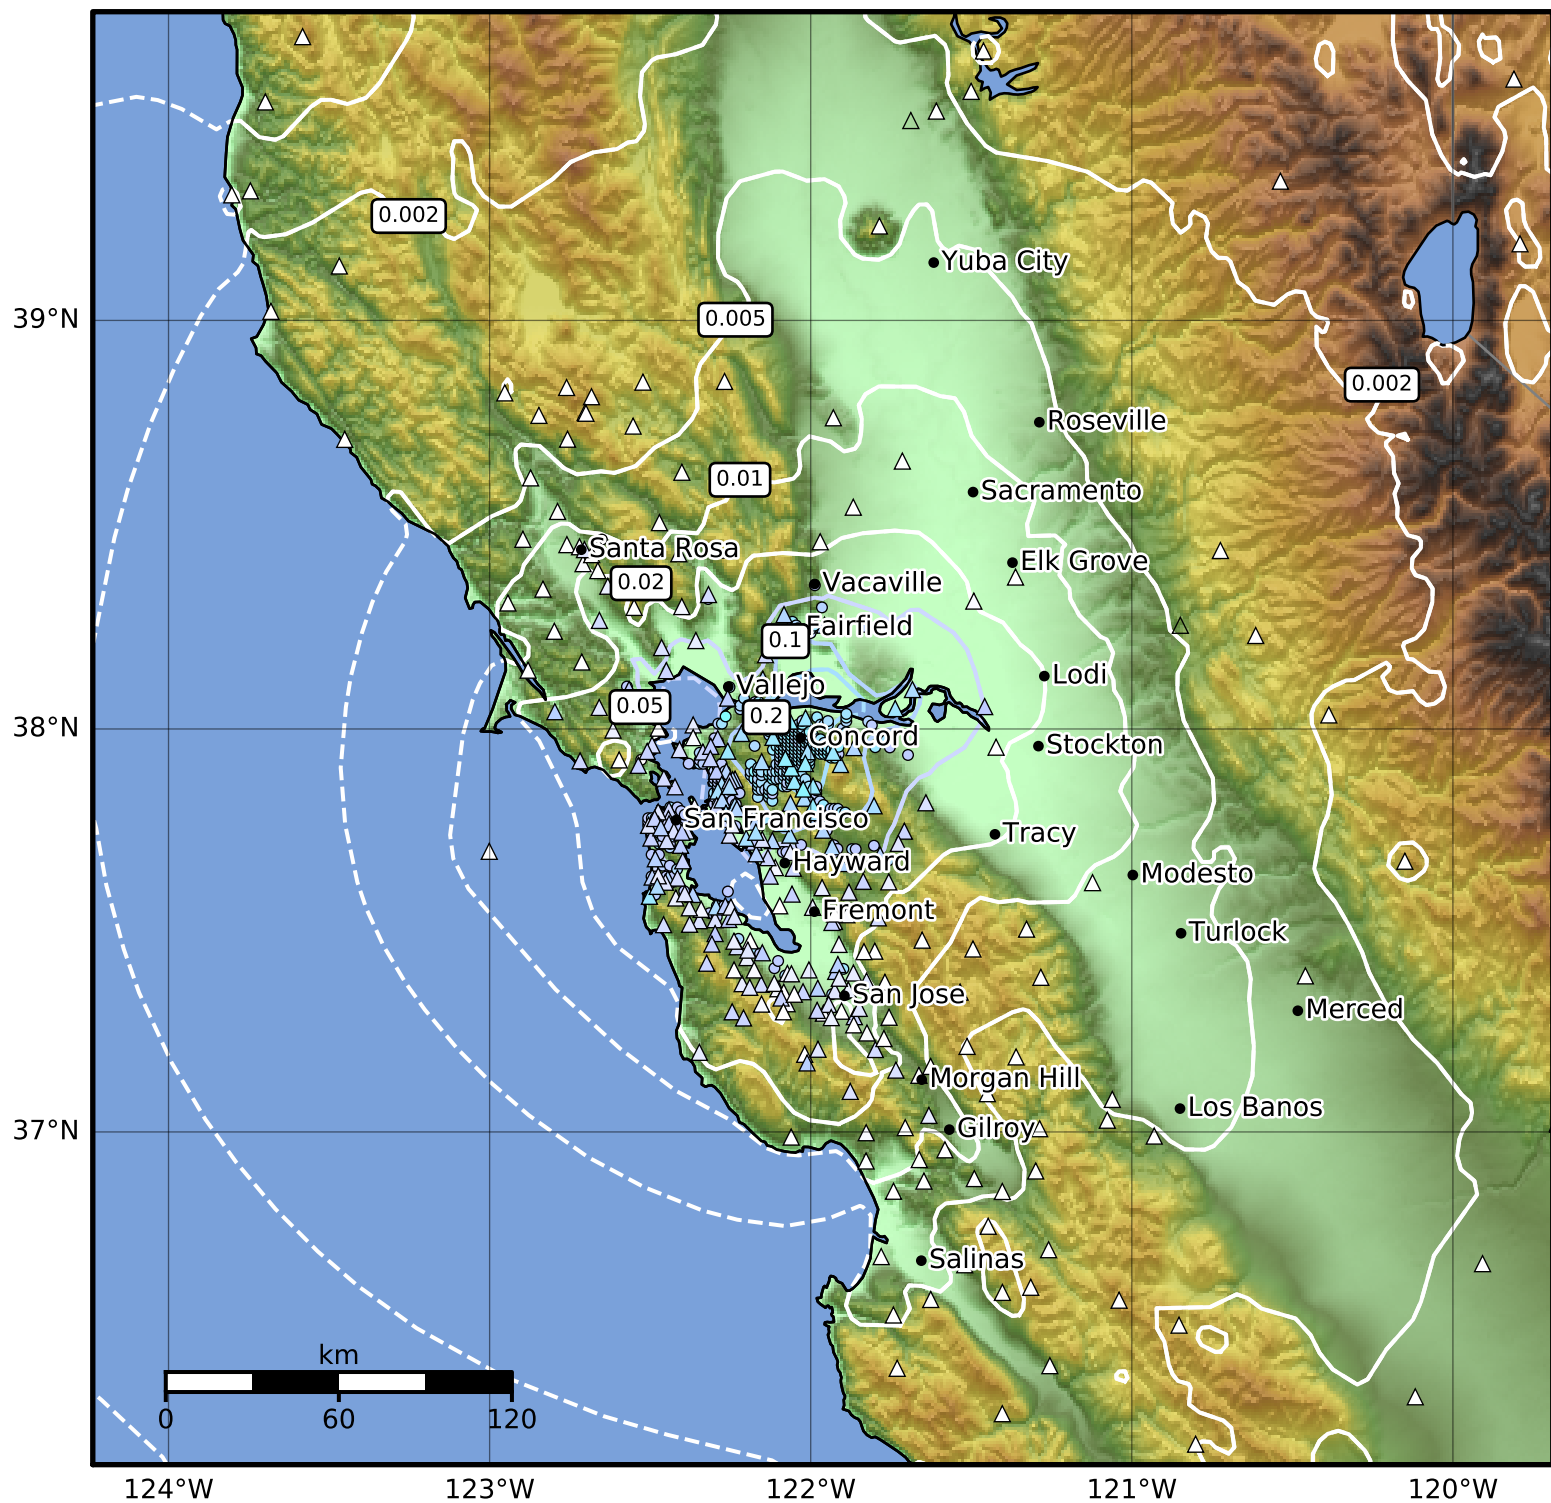 0.002
Yuba City
39°N
0.005
0.002
Roseville
0.01
Sacramento
Santa Rosa
Elk Grove
0.02
Vacaville
Fairfield
0.1
Lodi
Vallejo
0.05
0.2
38°N
Concord
Stockton
San Francisco
Tracy
Hayward
Modesto
Fremont
Turlock
San Jose
Merced
Morgan Hill
Los Banos
37°N
Gilroy
Salinas
km
0 60 120
124°W 123°W 122°W 121°W 120°W